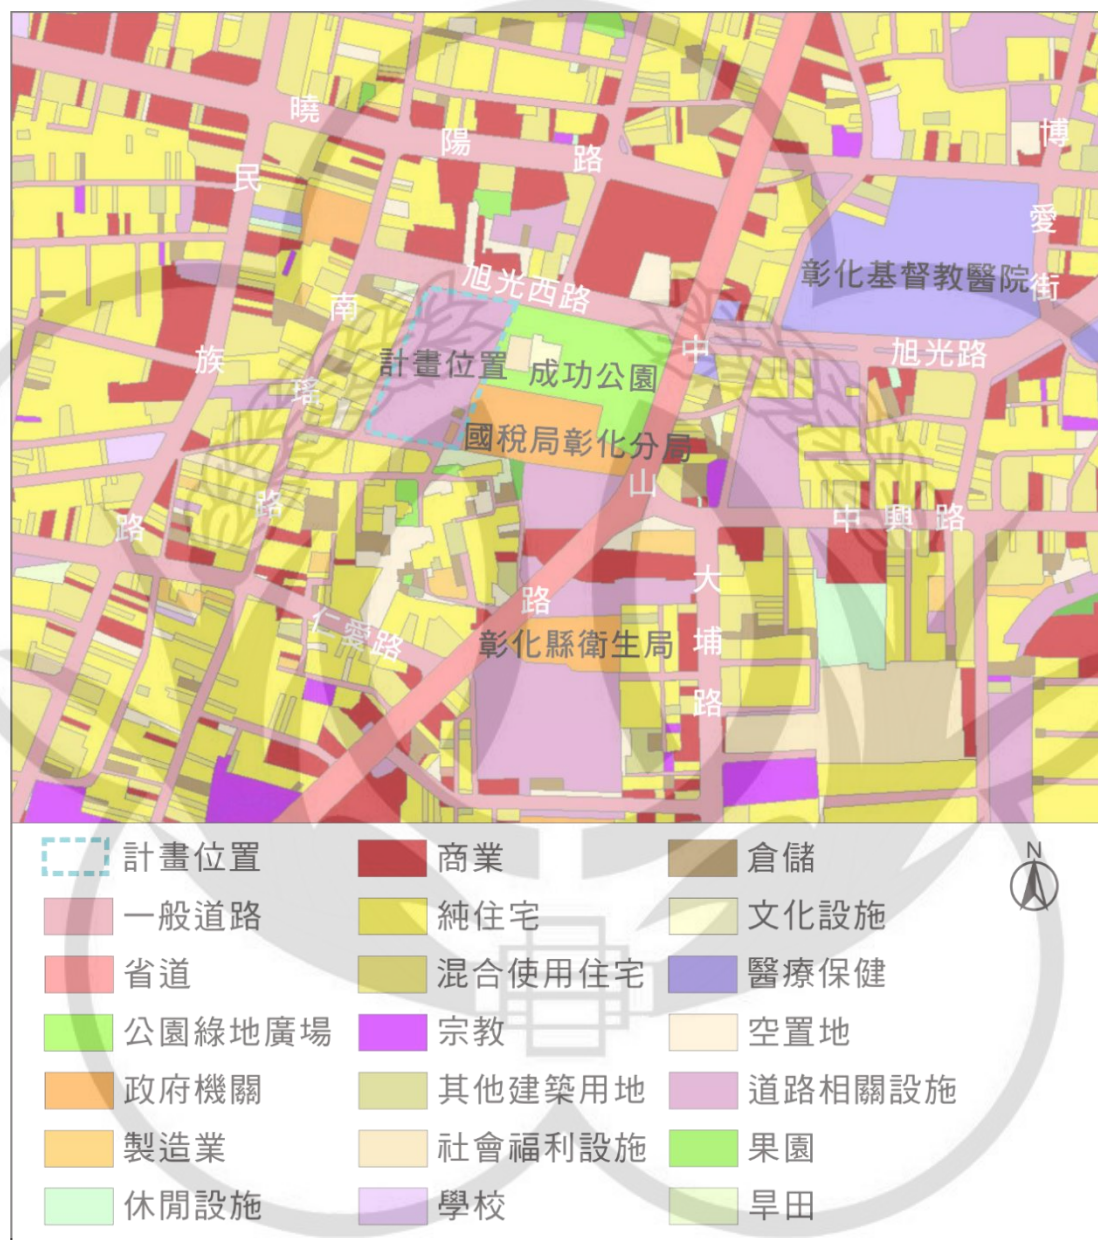 曉陽路
民族路
博愛街
旭光西路
彰化基督教醫院
南瑤路
中山路
旭光路
計畫位置
成功公園
國稅局彰化分局
中興路
大埔路
仁愛路
彰化縣衛生局
計畫位置
商業
倉儲
N
一般道路
純住宅
文化設施
省道
混合使用住宅
醫療保健
公園綠地廣場
宗教
空置地
政府機關
其他建築用地
道路相關設施
製造業
社會福利設施
果園
休閒設施
學校
旱田